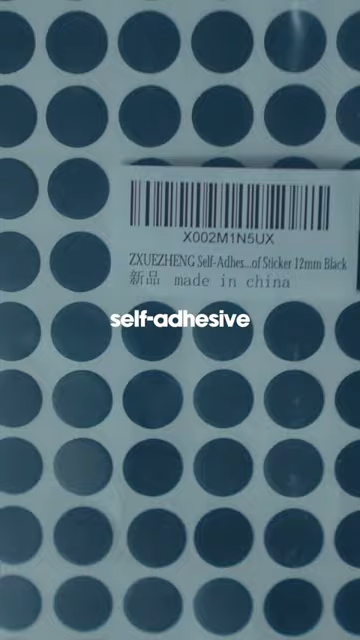 X002M1N5UX
ZXUEZHENG Self-Adhes...of Sticker 12mm Black
新品 made in china
self-adhesive